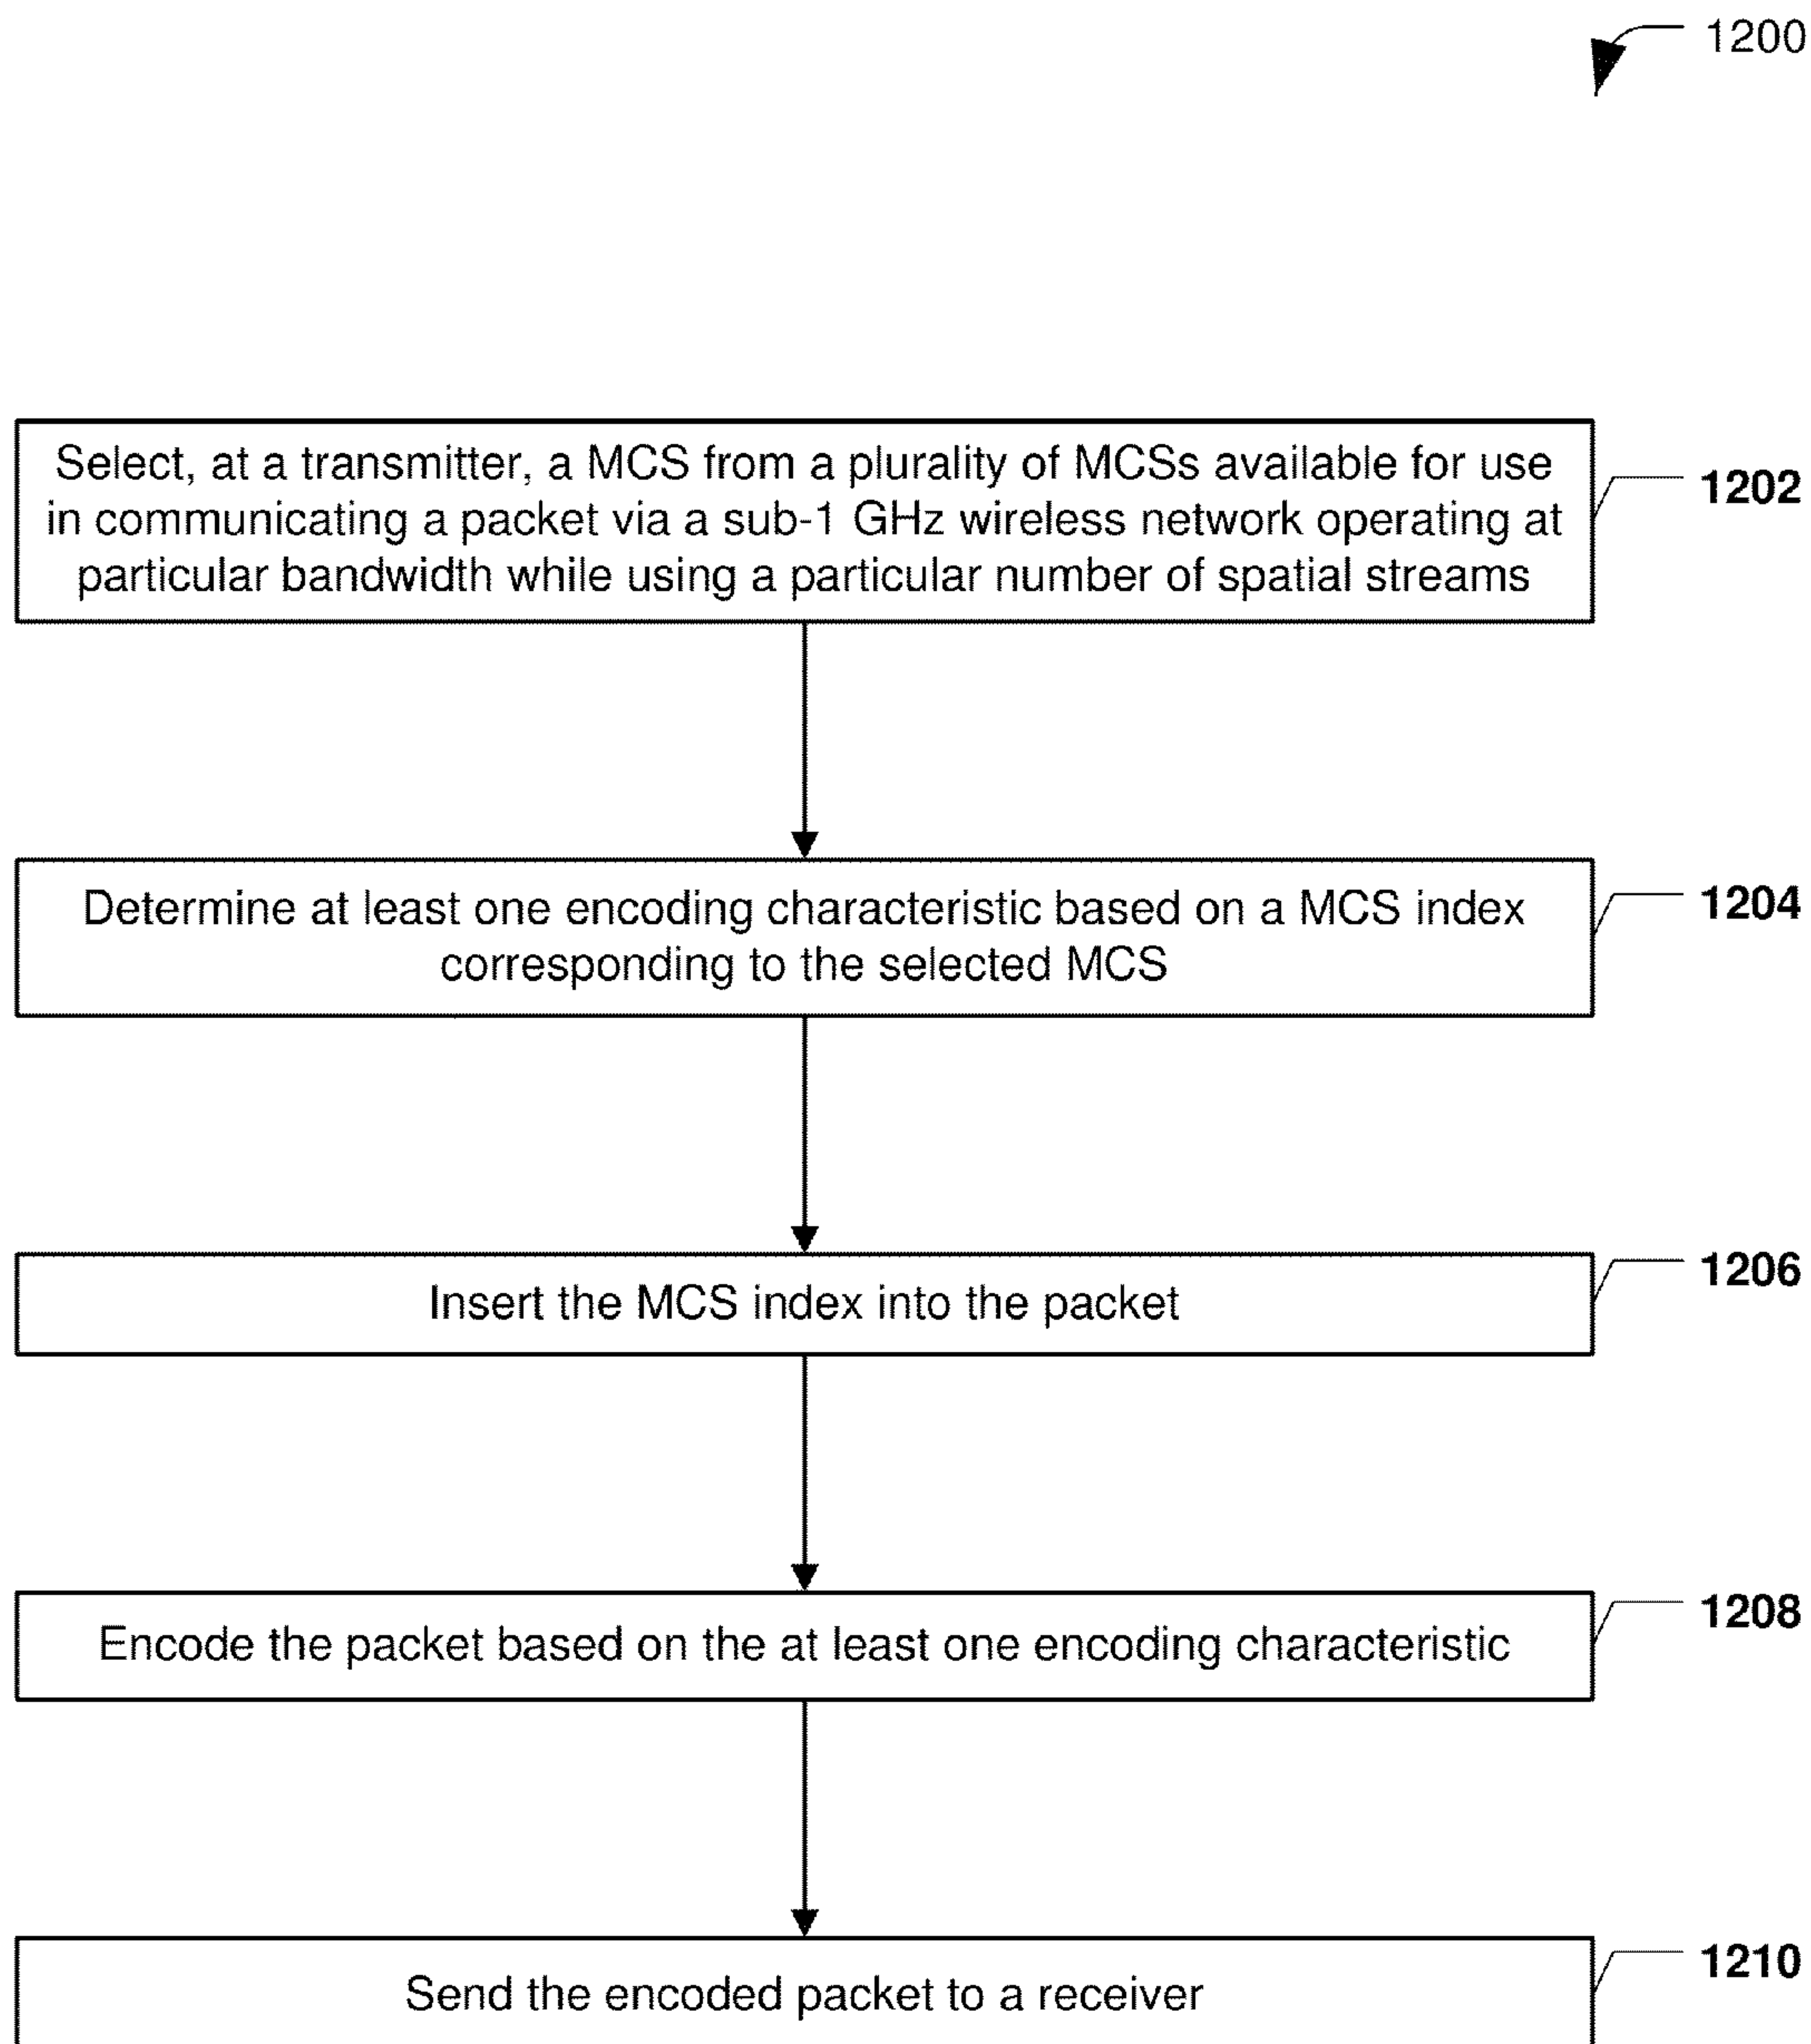 1200
Select, at a transmitter, a MCS from a plurality of MCSs available for use
in communicating a packet via a sub-1 GHz wireless network operating at
particular bandwidth while using a particular number of spatial streams
1202
Determine at least one encoding characteristic based on a MCS index
corresponding to the selected MCS
1204
Insert the MCS index into the packet
1206
Encode the packet based on the at least one encoding characteristic
1208
Send the encoded packet to a receiver
1210